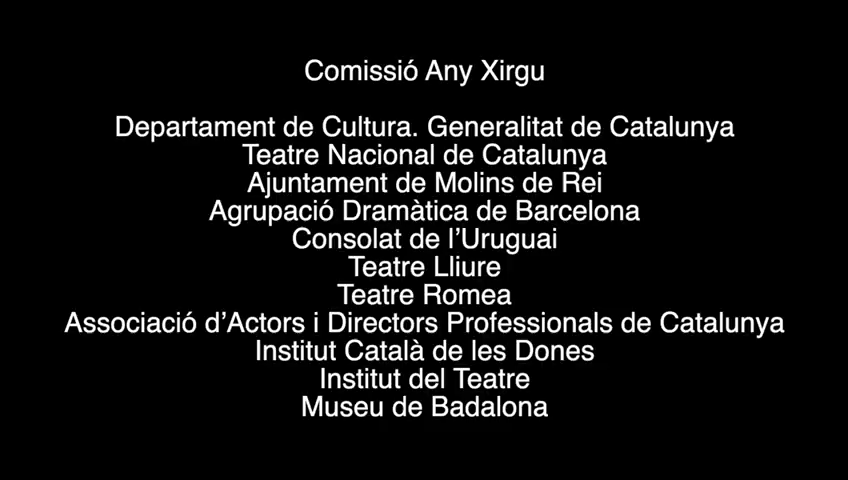 Comissió Any Xirgu
Departament de Cultura. Generalitat de Catalunya
Teatre Nacional de Catalunya
Ajuntament de Molins de Rei
Agrupació Dramàtica de Barcelona
Consolat de l’Uruguai
Teatre Lliure
Teatre Romea
Associació d’Actors i Directors Professionals de Catalunya
Institut Català de les Dones
Institut del Teatre
Museu de Badalona